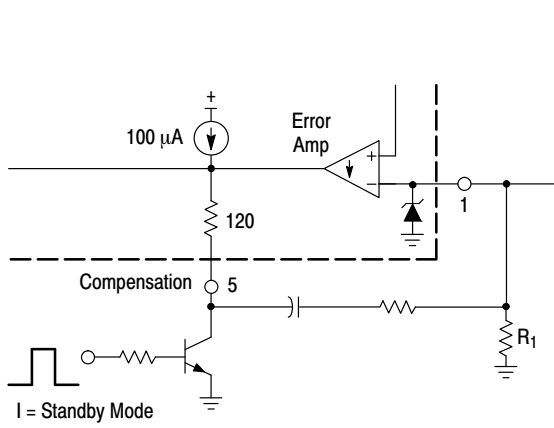 +
100 μA
Error
Amp
+
−
1
120
Compensation
5
R1
I = Standby Mode